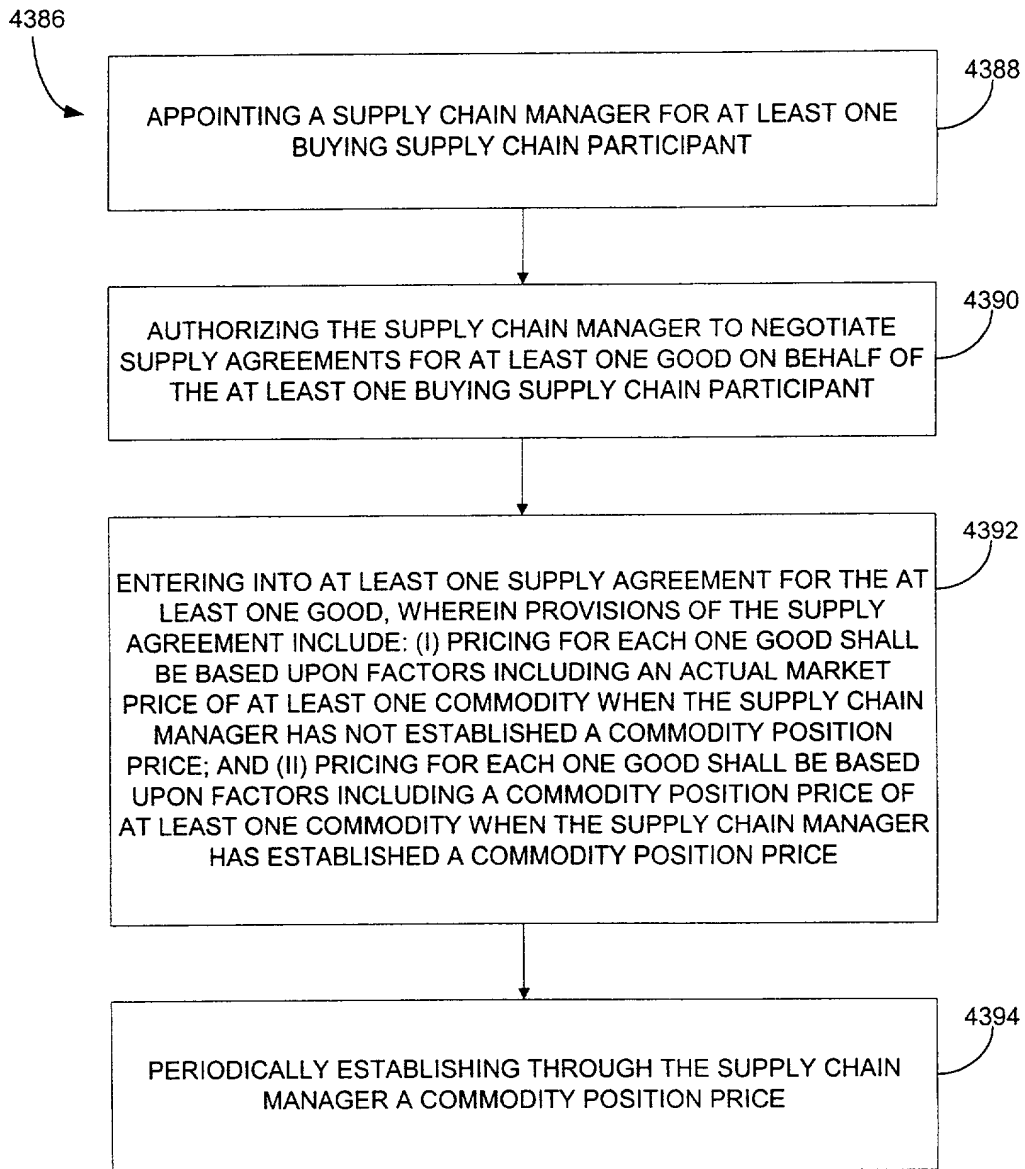 4386
4388
APPOINTING A SUPPLY CHAIN MANAGER FOR AT LEAST ONE
BUYING SUPPLY CHAIN PARTICIPANT
4390
AUTHORIZING THE SUPPLY CHAIN MANAGER TO NEGOTIATE
SUPPLY AGREEMENTS FOR AT LEAST ONE GOOD ON BEHALF OF
THE AT LEAST ONE BUYING SUPPLY CHAIN PARTICIPANT
4392
ENTERING INTO AT LEAST ONE SUPPLY AGREEMENT FOR THE AT
LEAST ONE GOOD, WHEREIN PROVISIONS OF THE SUPPLY
AGREEMENT INCLUDE: (I) PRICING FOR EACH ONE GOOD SHALL
BE BASED UPON FACTORS INCLUDING AN ACTUAL MARKET
PRICE OF AT LEAST ONE COMMODITY WHEN THE SUPPLY CHAIN
MANAGER HAS NOT ESTABLISHED A COMMODITY POSITION
PRICE; AND (II) PRICING FOR EACH ONE GOOD SHALL BE BASED
UPON FACTORS INCLUDING A COMMODITY POSITION PRICE OF
AT LEAST ONE COMMODITY WHEN THE SUPPLY CHAIN MANAGER
HAS ESTABLISHED A COMMODITY POSITION PRICE
4394
PERIODICALLY ESTABLISHING THROUGH THE SUPPLY CHAIN
MANAGER A COMMODITY POSITION PRICE